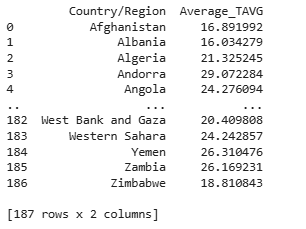 Country/Region Average_TAVG
0 Afghanistan 16.891992
1 Albania 16.034279
2 Algeria 21.325245
3 Andorra 29.072284
4 Angola 24.276094
.. ... ...
182 West Bank and Gaza 20.409808
183 Western Sahara 24.242857
184 Yemen 26.310476
185 Zambia 26.169231
186 Zimbabwe 18.810843
[187 rows x 2 columns]